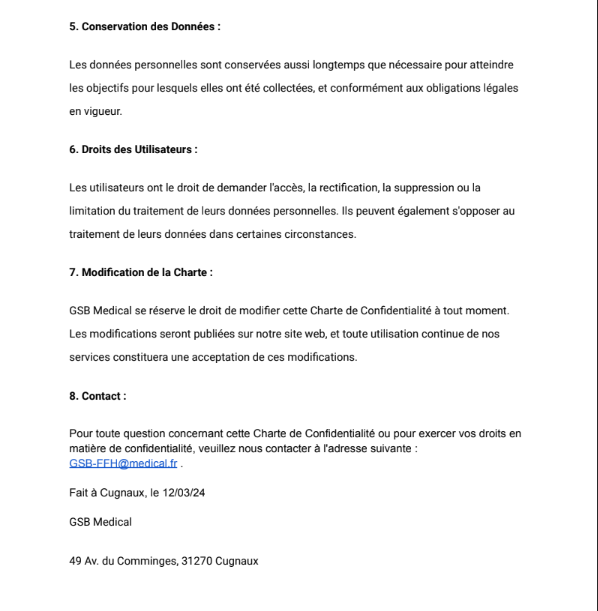 5. Conservation des Données :
Les données personnelles sont conservées aussi longtemps que nécessaire pour atteindre
les objectifs pour lesquels elles ont été collectées, et conformément aux obligations légales
en vigueur.
6. Droits des Utilisateurs :
Les utilisateurs ont le droit de demander l'accès, la rectification, la suppression ou la
limitation du traitement de leurs données personnelles. Ils peuvent également s'opposer au
traitement de leurs données dans certaines circonstances.
7. Modification de la Charte :
GSB Medical se réserve le droit de modifier cette Charte de Confidentialité à tout moment.
Les modifications seront publiées sur notre site web, et toute utilisation continue de nos
services constituera une acceptation de ces modifications.
8. Contact :
Pour toute question concernant cette Charte de Confidentialité ou pour exercer vos droits en
matière de confidentialité, veuillez nous contacter à l'adresse suivante :
GSB-FFH@medical.fr .
Fait à Cugnaux, le 12/03/24
GSB Medical
49 Av. du Comminges, 31270 Cugnaux